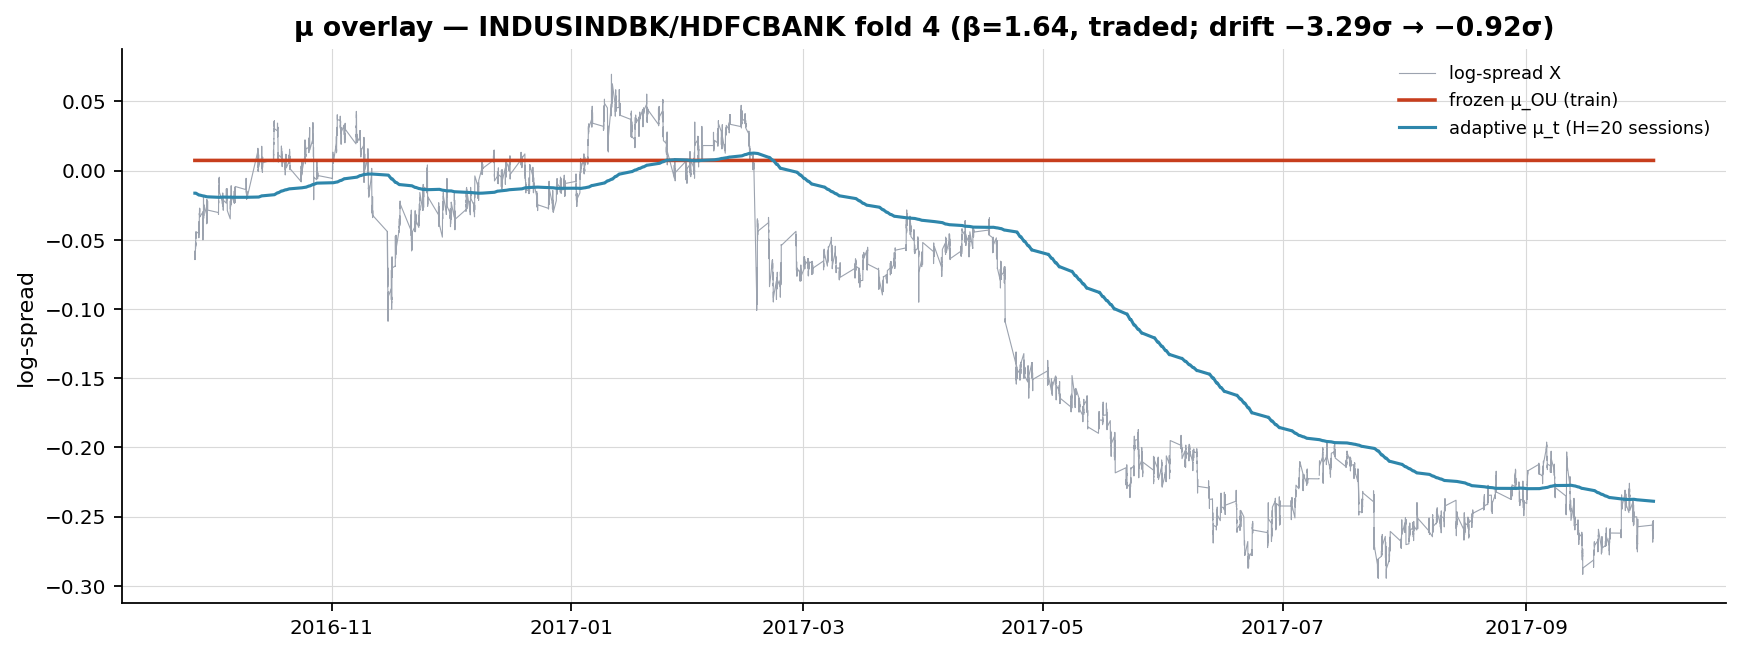 μ overlay — INDUSINDBK/HDFCBANK fold 4 (β=1.64, traded; drift −3.29σ → −0.92σ)
log-spread X
frozen μ_OU (train)
adaptive μ_t (H=20 sessions)
log-spread
0.05
0.00
−0.05
−0.10
−0.15
−0.20
−0.25
−0.30
2016-11
2017-01
2017-03
2017-05
2017-07
2017-09